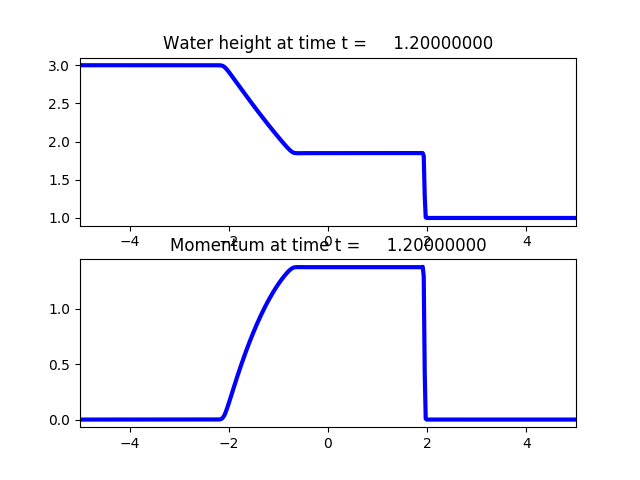 Water height at time t =     1.20000000
3.0
2.5
2.0
1.5
1.0
−4 −2 0 2 4
Momentum at time t =     1.20000000
1.0
0.5
0.0
−4 −2 0 2 4